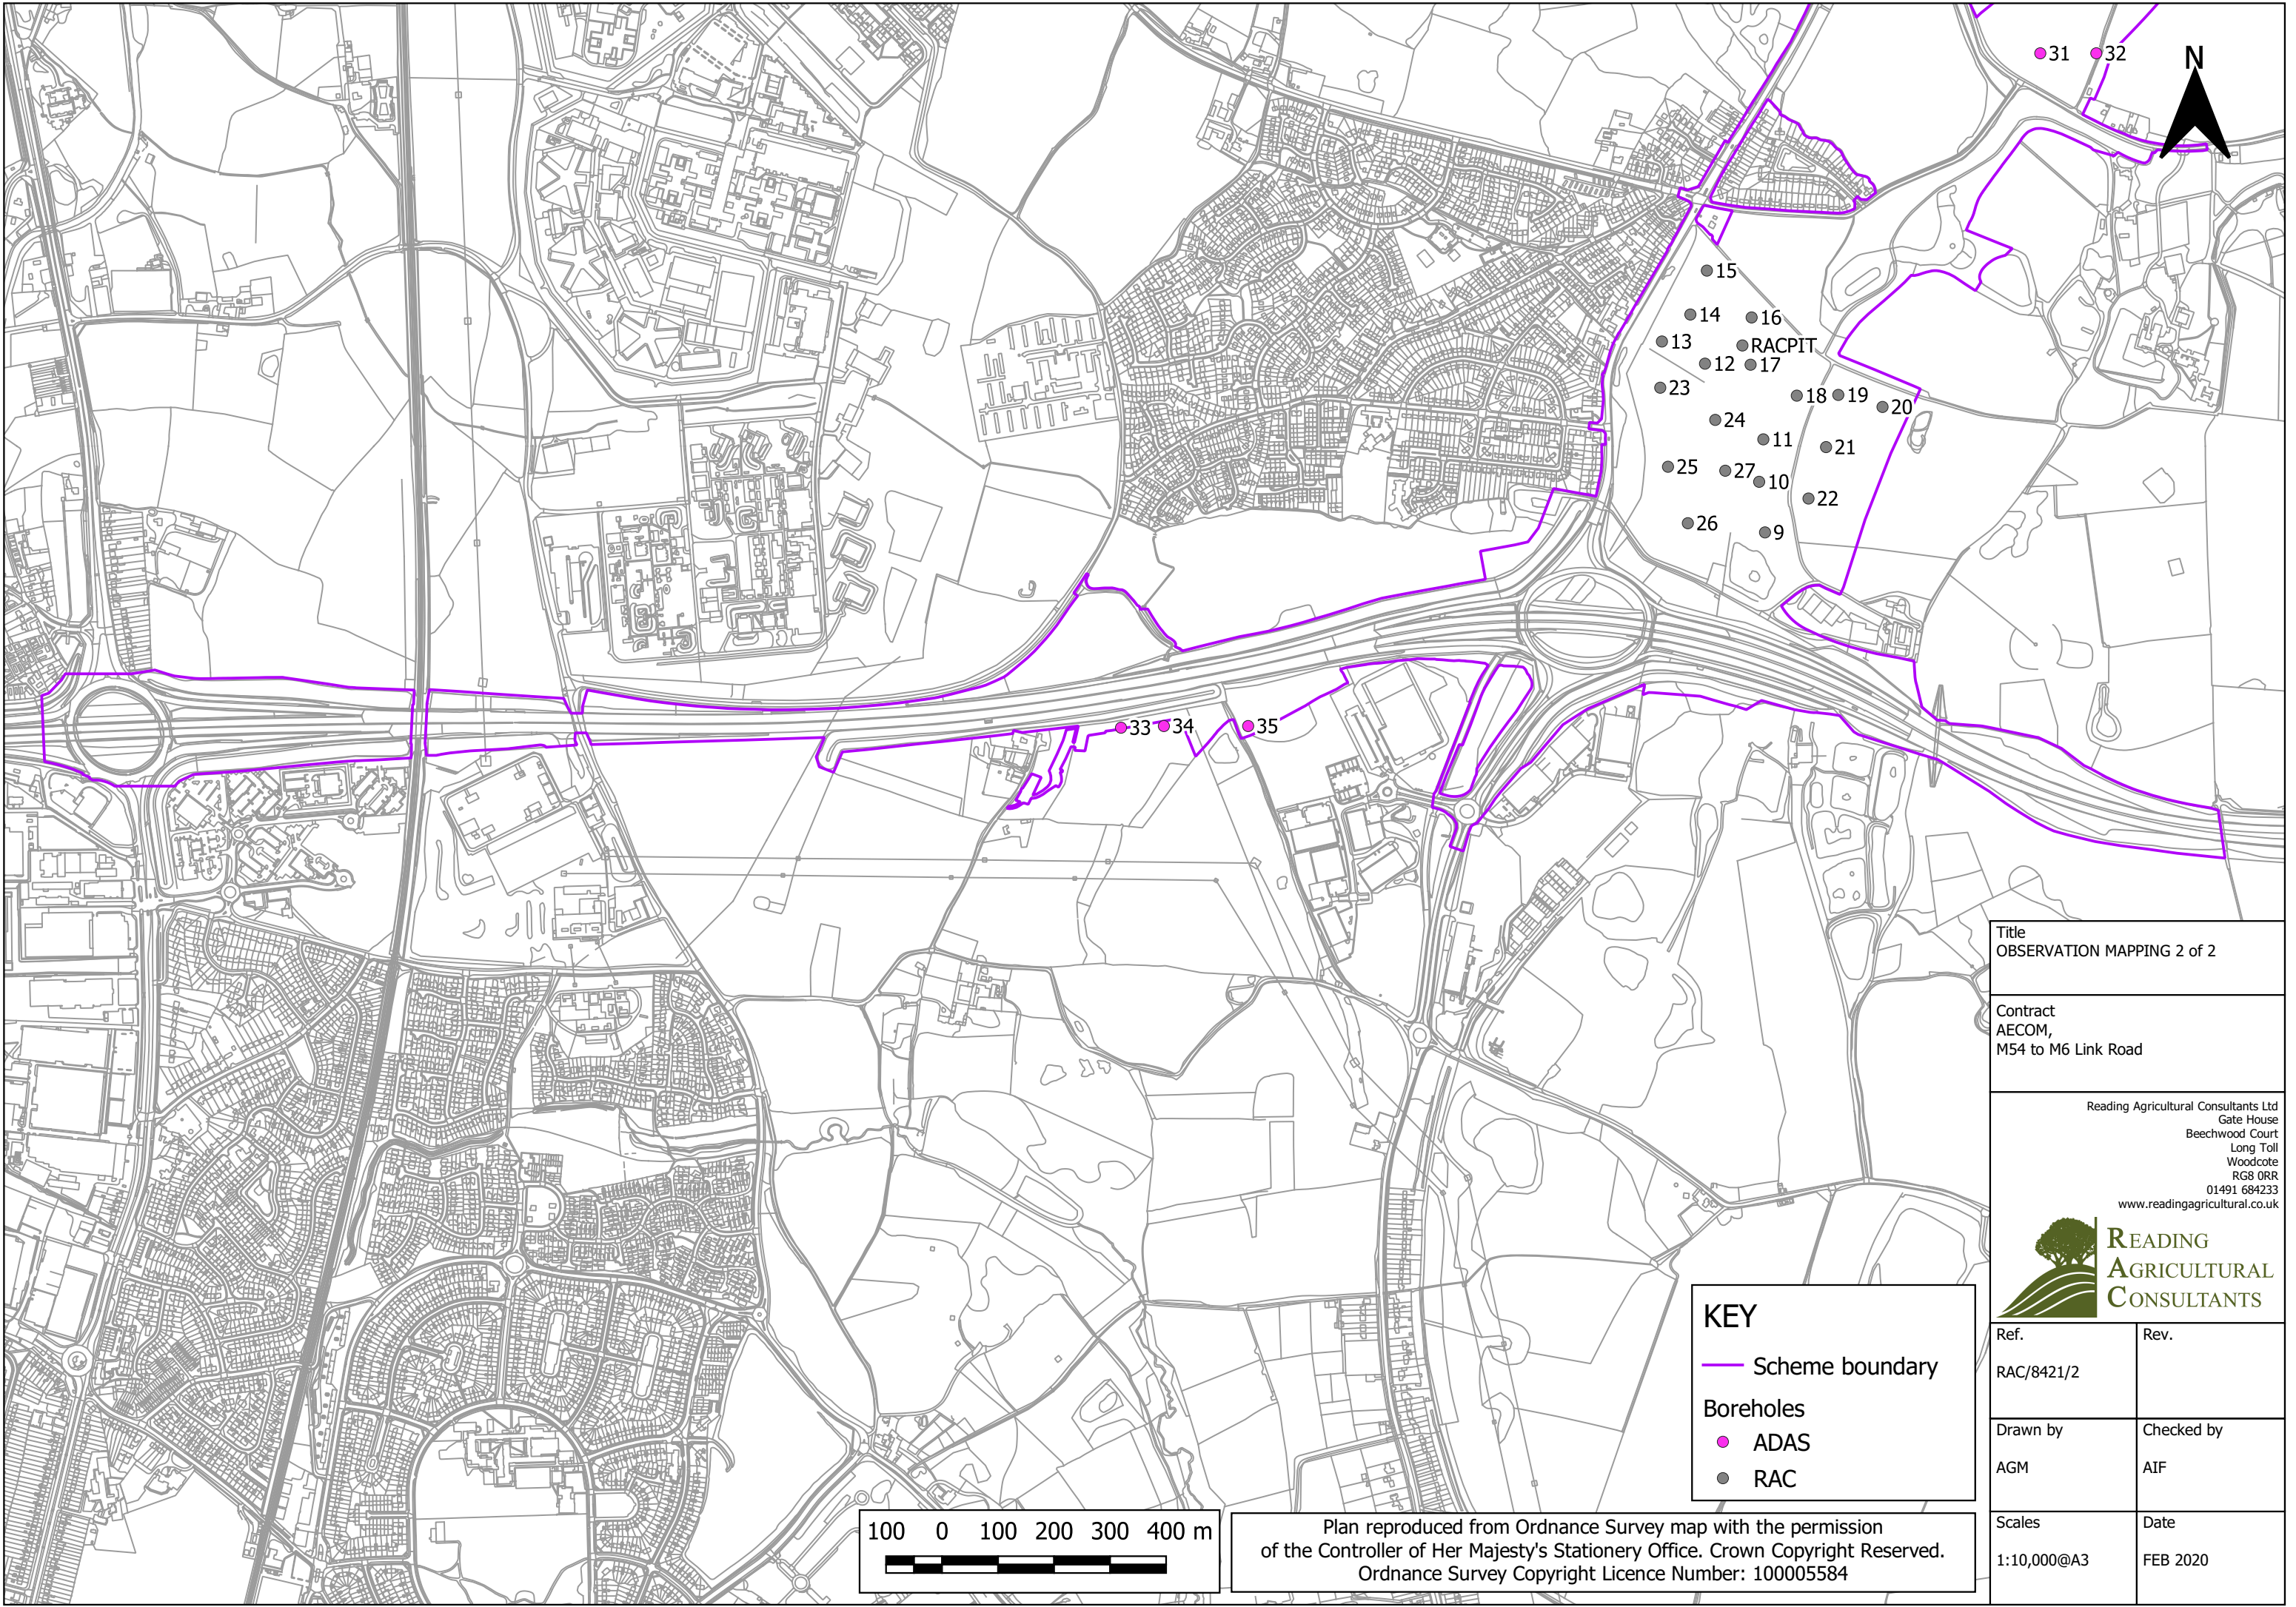 31
32
N
15
14
16
13
RACPIT
12
17
23
18
19
20
24
11
21
25
27
10
22
26
9
33
34
35
Title
OBSERVATION MAPPING 2 of 2
Contract
AECOM,
M54 to M6 Link Road
Reading Agricultural Consultants Ltd
Gate House
Beechwood Court
Long Toll
Woodcote
RG8 0RR
01491 684233
www.readingagricultural.co.uk
READING
AGRICULTURAL
CONSULTANTS
Ref.
RAC/8421/2
Rev.
Drawn by
AGM
Checked by
AIF
Scales
1:10,000@A3
Date
FEB 2020
KEY
Scheme boundary
Boreholes
ADAS
RAC
100 0 100 200 300 400 m
Plan reproduced from Ordnance Survey map with the permission
of the Controller of Her Majesty's Stationery Office. Crown Copyright Reserved.
Ordnance Survey Copyright Licence Number: 100005584